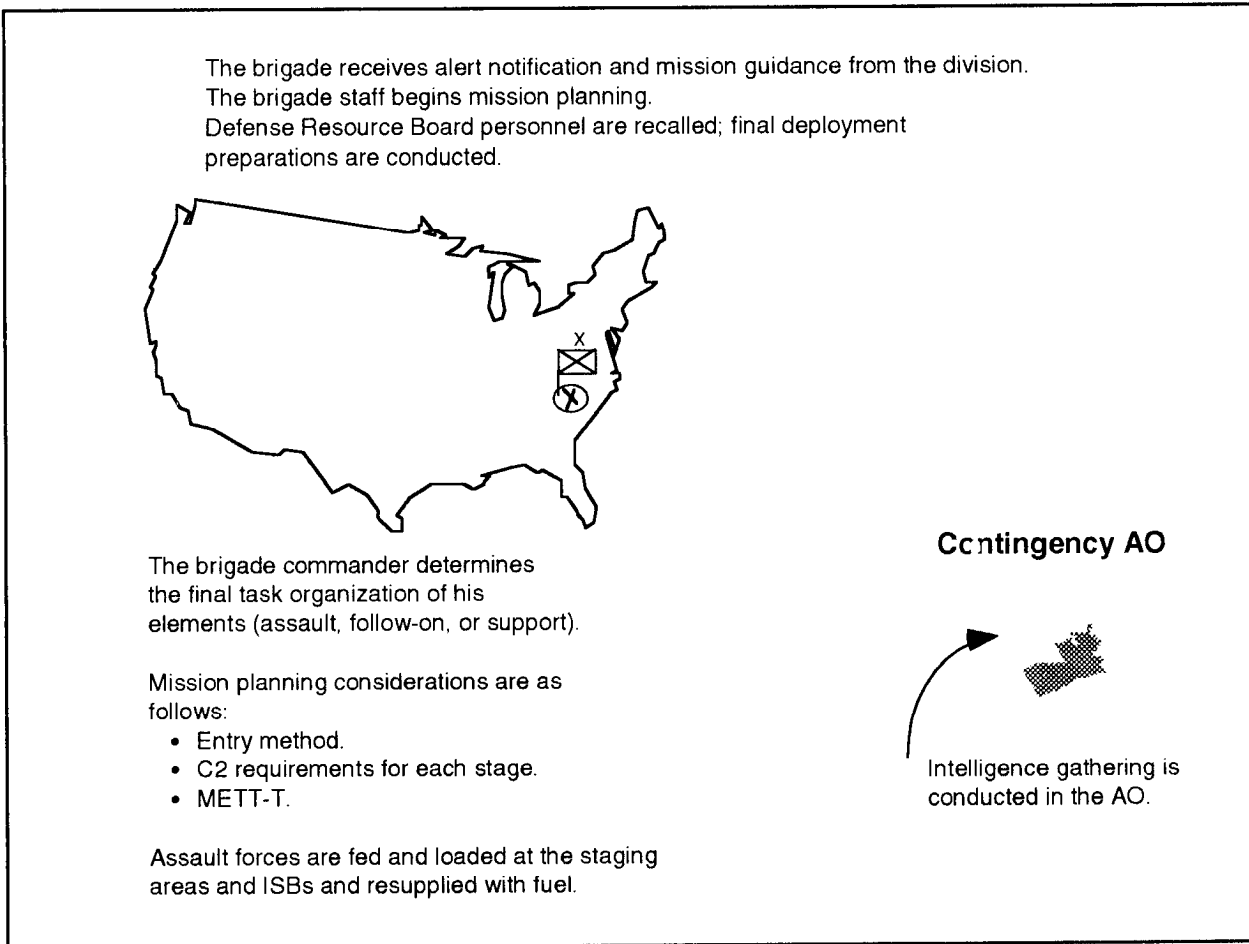 The brigade receives alert notification and mission guidance from the division.
The brigade staff begins mission planning.
Defense Resource Board personnel are recalled; final deployment
preparations are conducted.
X
The brigade commander determines
the final task organization of his
elements (assault, follow-on, or support).
Mission planning considerations are as
follows:
• Entry method.
• C2 requirements for each stage.
• METT-T.
Assault forces are fed and loaded at the staging
areas and ISBs and resupplied with fuel.
Contingency AO
Intelligence gathering is
conducted in the AO.